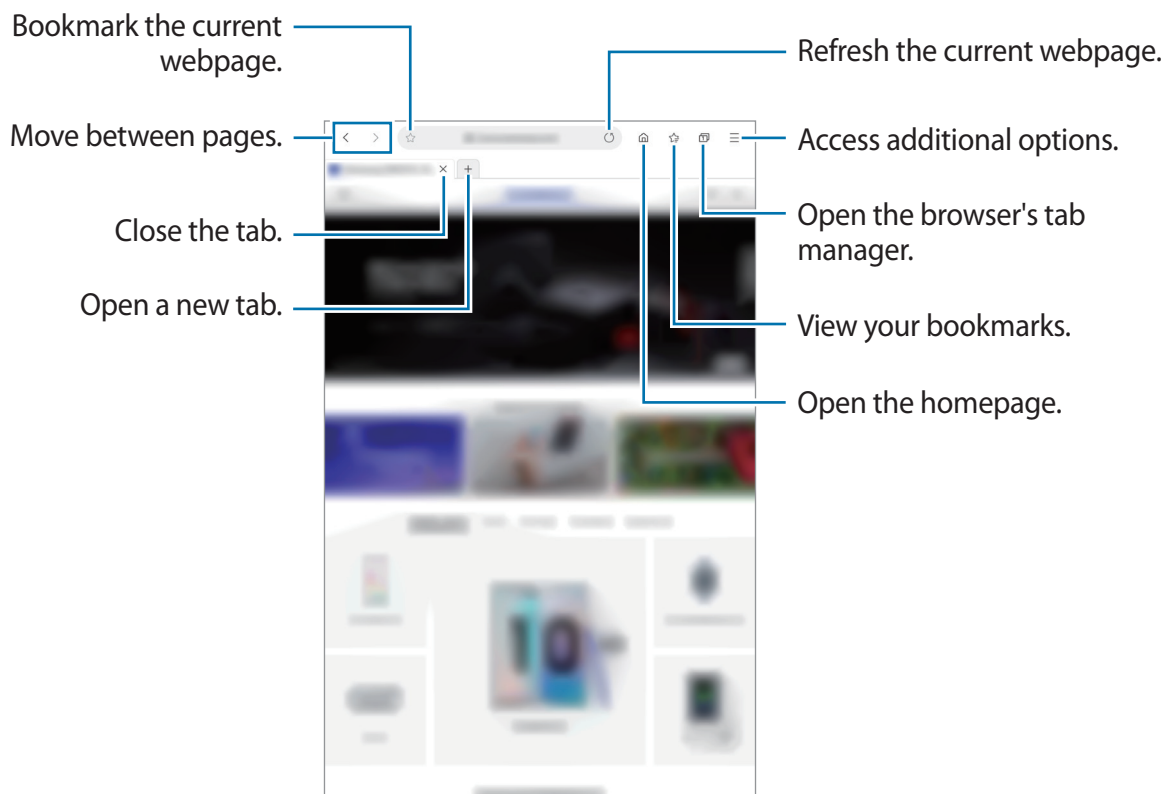 Bookmark the current
webpage.
Refresh the current webpage.
Move between pages.
Access additional options.
Close the tab.
Open the browser's tab
manager.
Open a new tab.
View your bookmarks.
Open the homepage.